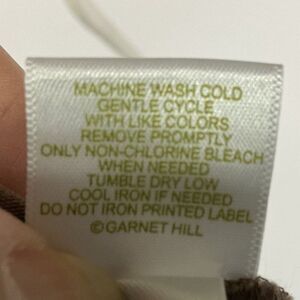 MACHINE WASH COLD
GENTLE CYCLE
WITH LIKE COLORS
REMOVE PROMPTLY
ONLY NON-CHLORINE BLEACH
WHEN NEEDED
TUMBLE DRY LOW
COOL IRON IF NEEDED
DO NOT IRON PRINTED LABEL
©GARNET HILL